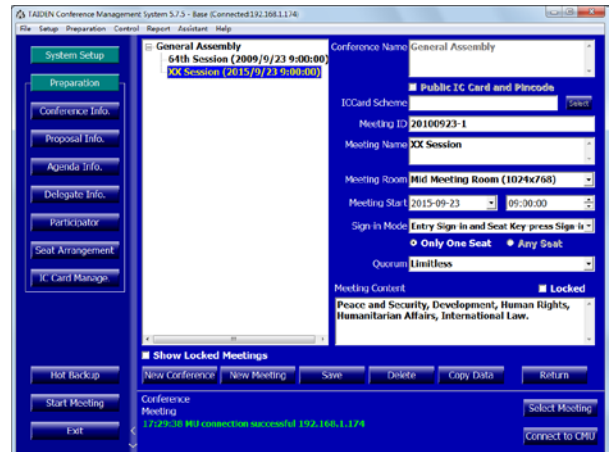 TAIDEN Conference Management System 5.7.5 - Base (Connected:192.168.1.174)
File Setup Preparation Control Report Assistant Help
System Setup
Preparation
Conference Info.
Proposal Info.
Agenda Info.
Delegate Info.
Participator
Seat Arrangement
IC Card Manage.
Hot Backup
Start Meeting
Exit
General Assembly
64th Session (2009/9/23 9:00:00)
XX Session (2015/9/23 9:00:00)
Show Locked Meetings
Conference Name General Assembly
Public IC Card and Pincode
ICCard Scheme Select
Meeting ID 20100923-1
Meeting Name XX Session
Meeting Room Mid Meeting Room (1024x768)
Meeting Start 2015-09-23 09:00:00
Sign-in Mode Entry Sign-in and Seat Key-press Sign-in
Only One Seat Any Seat
Quorum Limitless
Meeting Content Locked
Peace and Security, Development, Human Rights,
Humanitarian Affairs, International Law.
New Conference New Meeting Save Delete Copy Data Return
Conference
Meeting
17:29:38 MU connection successful 192.168.1.174
Select Meeting
Connect to CMU